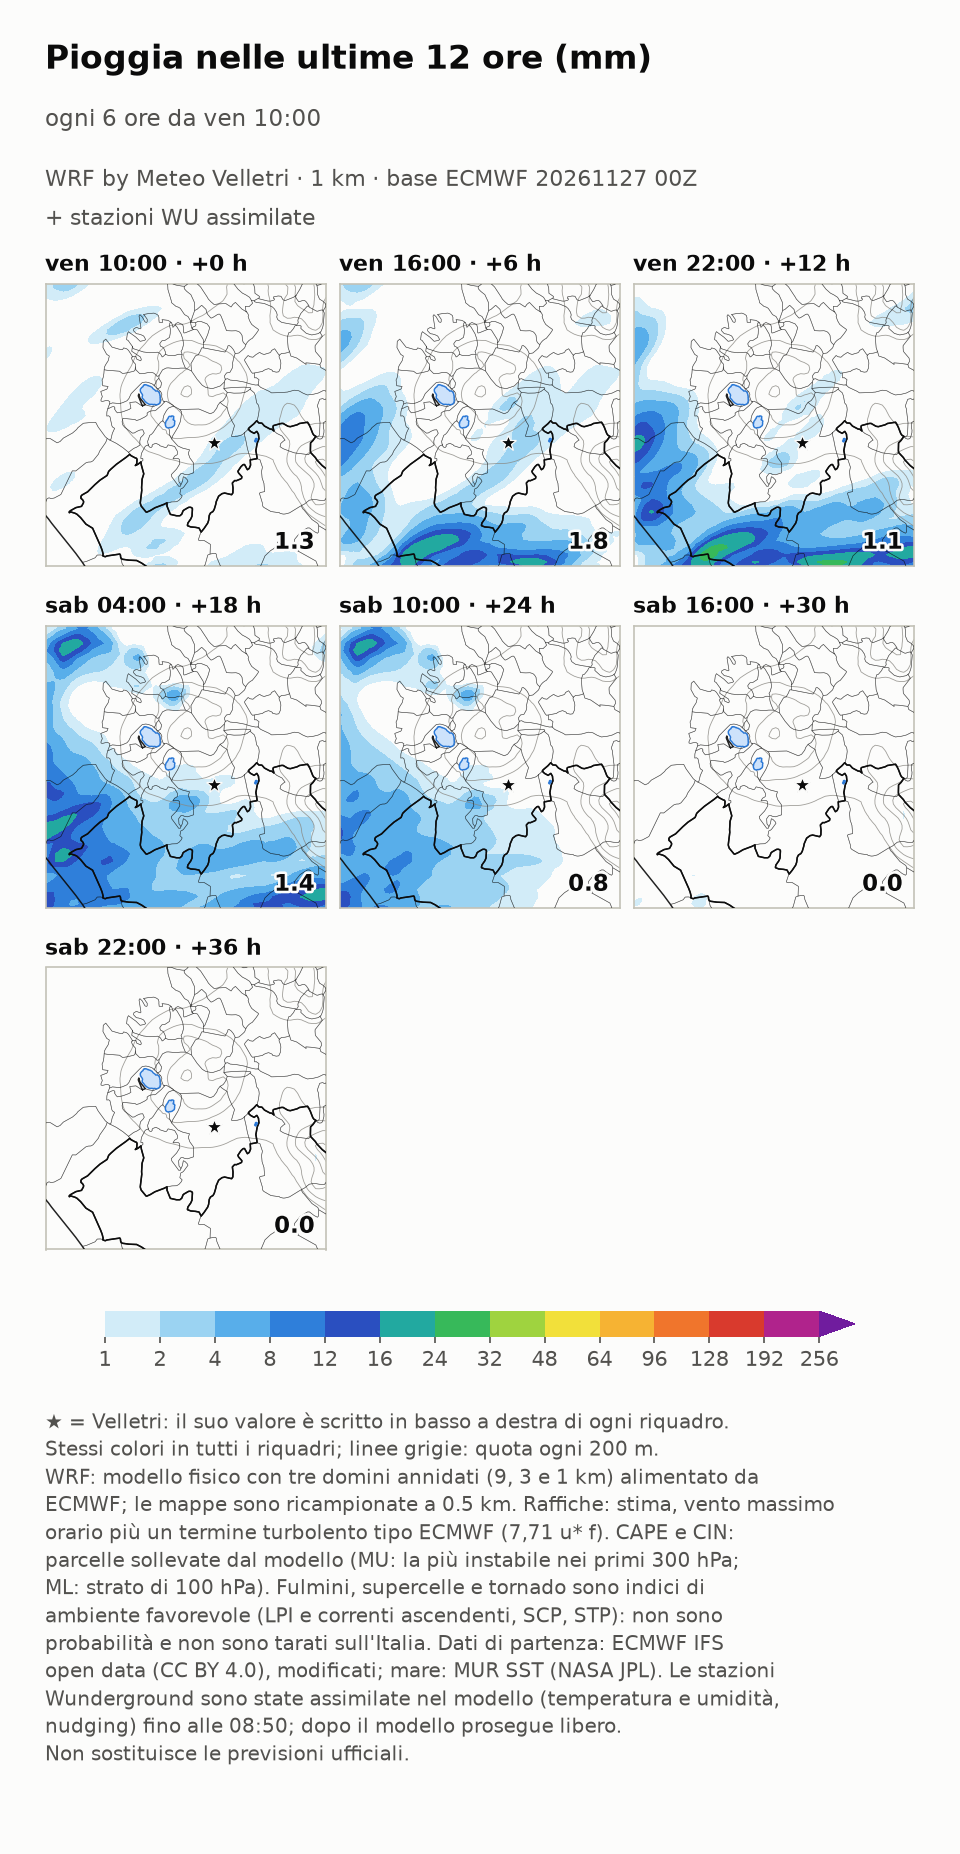 Pioggia nelle ultime 12 ore (mm)
ogni 6 ore da ven 10:00
WRF by Meteo Velletri · 1 km · base ECMWF 20261127 00Z
+ stazioni WU assimilate
ven 10:00 · +0 h
ven 16:00 · +6 h
ven 22:00 · +12 h
1.3
1.8
1.1
sab 04:00 · +18 h
sab 10:00 · +24 h
sab 16:00 · +30 h
1.4
0.8
0.0
sab 22:00 · +36 h
0.0
1 2 4 8 12 16 24 32 48 64 96 128 192 256
★ = Velletri: il suo valore è scritto in basso a destra di ogni riquadro.
Stessi colori in tutti i riquadri; linee grigie: quota ogni 200 m.
WRF: modello fisico con tre domini annidati (9, 3 e 1 km) alimentato da
ECMWF; le mappe sono ricampionate a 0.5 km. Raffiche: stima, vento massimo
orario più un termine turbolento tipo ECMWF (7,71 u* f). CAPE e CIN:
parcelle sollevate dal modello (MU: la più instabile nei primi 300 hPa;
ML: strato di 100 hPa). Fulmini, supercelle e tornado sono indici di
ambiente favorevole (LPI e correnti ascendenti, SCP, STP): non sono
probabilità e non sono tarati sull'Italia. Dati di partenza: ECMWF IFS
open data (CC BY 4.0), modificati; mare: MUR SST (NASA JPL). Le stazioni
Wunderground sono state assimilate nel modello (temperatura e umidità,
nudging) fino alle 08:50; dopo il modello prosegue libero.
Non sostituisce le previsioni ufficiali.